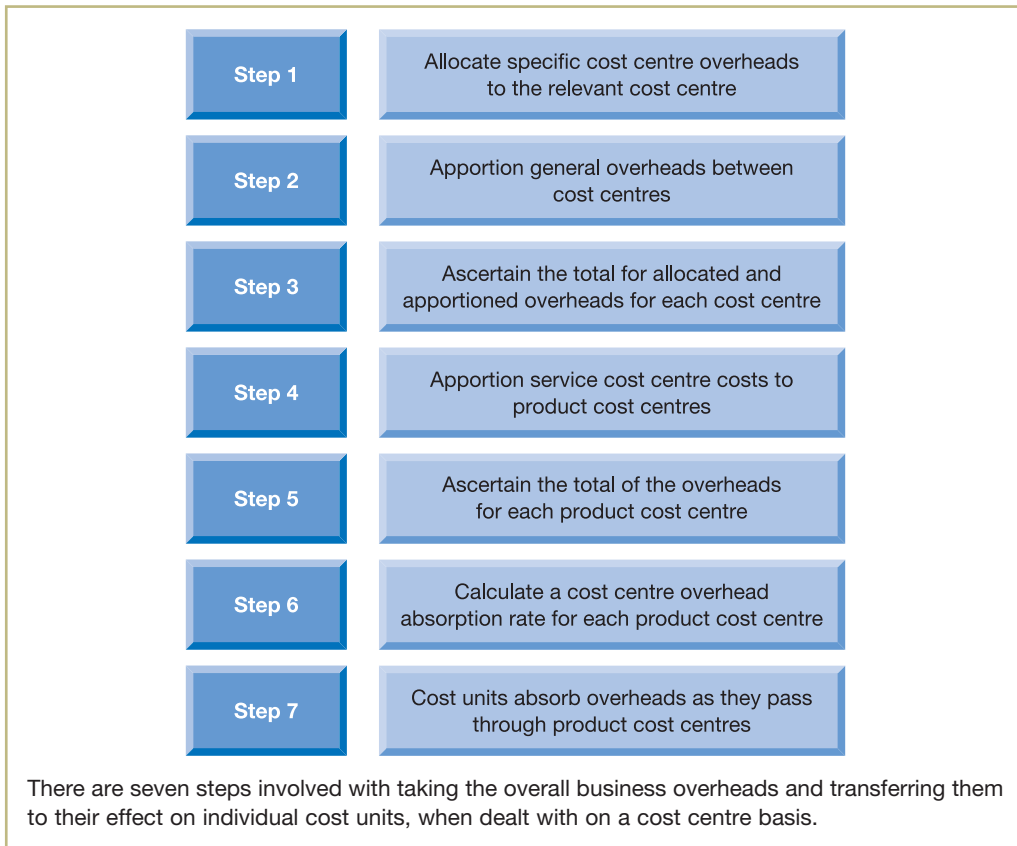 Step 1
Allocate specific cost centre overheads
to the relevant cost centre
Step 2
Apportion general overheads between
cost centres
Step 3
Ascertain the total for allocated and
apportioned overheads for each cost centre
Step 4
Apportion service cost centre costs to
product cost centres
Step 5
Ascertain the total of the overheads
for each product cost centre
Step 6
Calculate a cost centre overhead
absorption rate for each product cost centre
Step 7
Cost units absorb overheads as they pass
through product cost centres
There are seven steps involved with taking the overall business overheads and transferring them
to their effect on individual cost units, when dealt with on a cost centre basis.